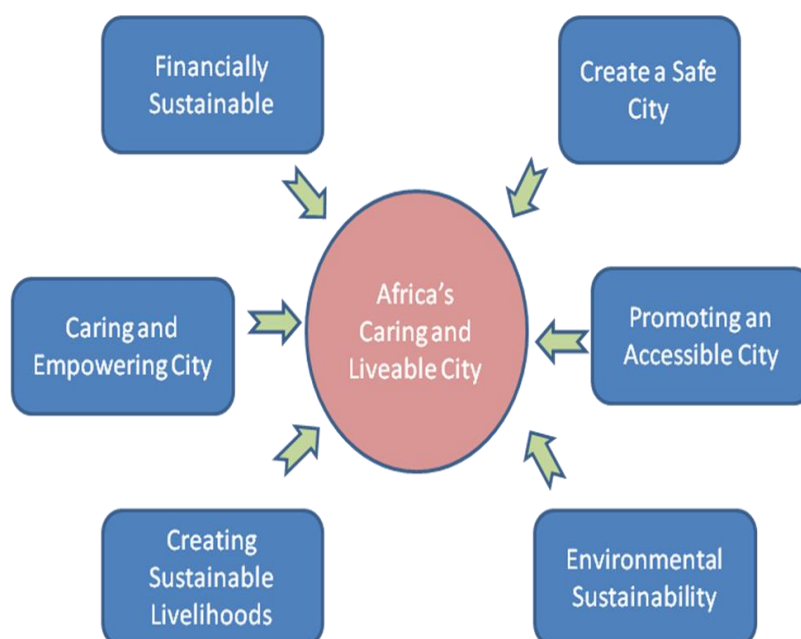 Financially
Sustainable
Create a Safe
City
Africa's
Caring and
Liveable City
Caring and
Empowering City
Promoting an
Accessible City
Creating
Sustainable
Livelihoods
Environmental
Sustainability